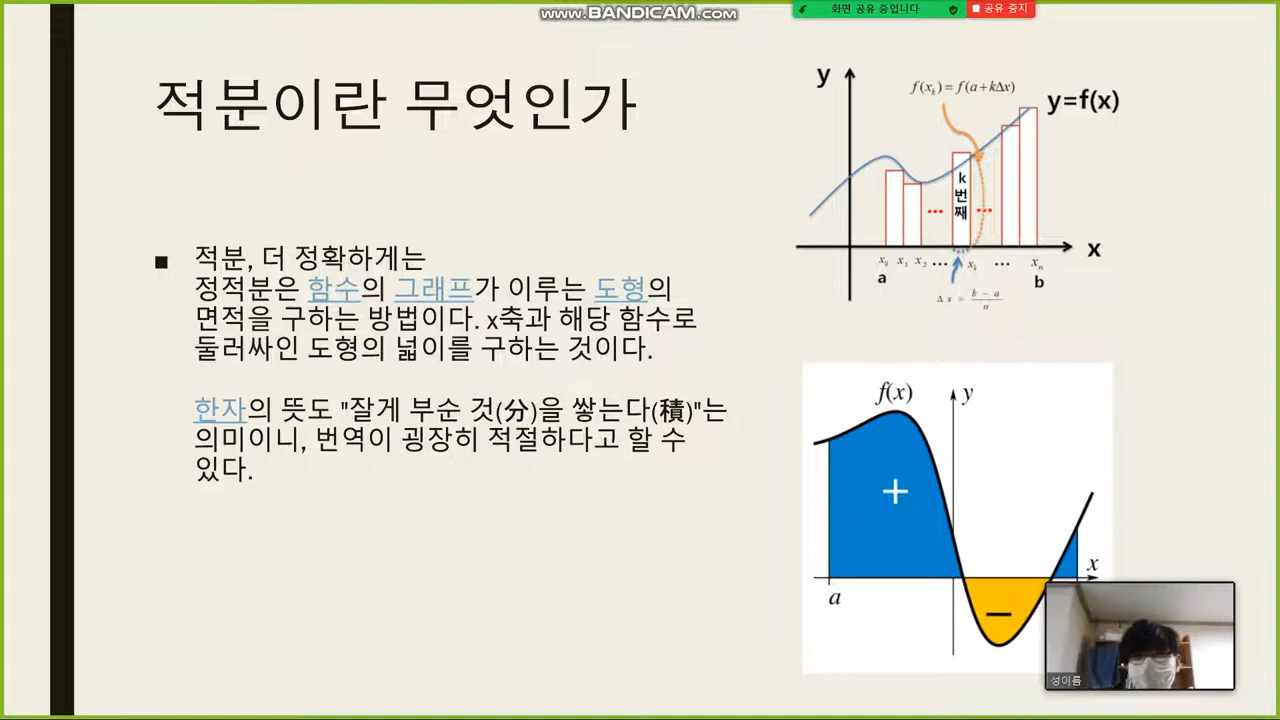 www.BANDICAM.com
화면 공유 중입니다
공유 중지
적분이란 무엇인가
■ 적분, 더 정확하게는
정적분은 함수의 그래프가 이루는 도형의
면적을 구하는 방법이다. x축과 해당 함수로
둘러싸인 도형의 넓이를 구하는 것이다.
한자의 뜻도 "잘게 부순 것(分)을 쌓는다(積)"는
의미이니, 번역이 굉장히 적절하다고 할 수
있다.
y
f(xₖ) = f(a+kΔx)
y=f(x)
k
번
째
... ...
x
x₀ x₁ x₂ ... xₖ ... xₙ
a b
Δx = (b − a)/n
f(x) y
+
x
a
−
성이름